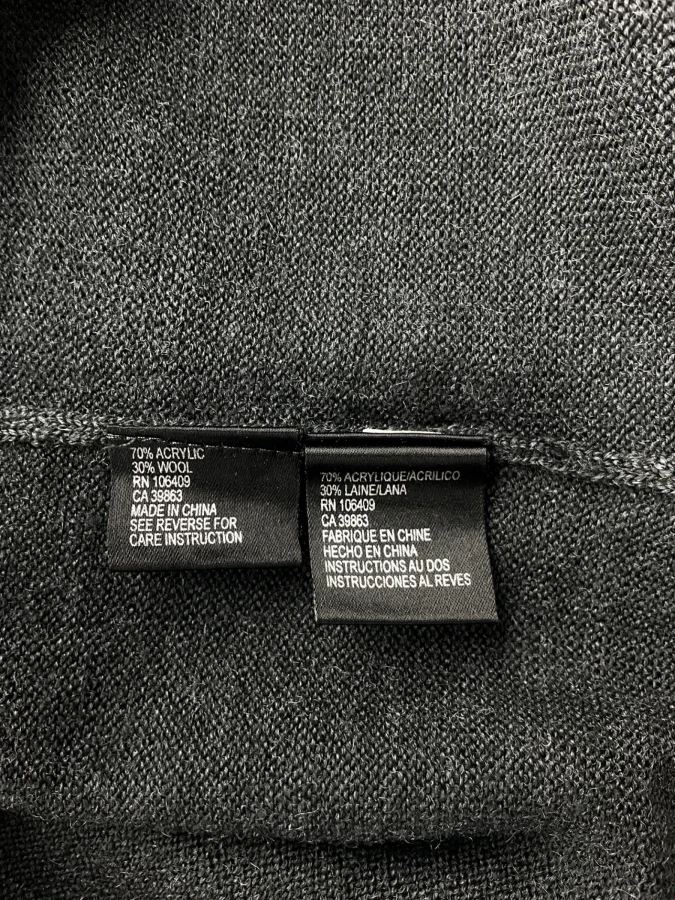 70% ACRYLIC
30% WOOL
RN 106409
CA 39863
MADE IN CHINA
SEE REVERSE FOR
CARE INSTRUCTION
70% ACRYLIQUE/ACRILICO
30% LAINE/LANA
RN 106409
CA 39863
FABRIQUE EN CHINE
HECHO EN CHINA
INSTRUCTIONS AU DOS
INSTRUCCIONES AL REVES